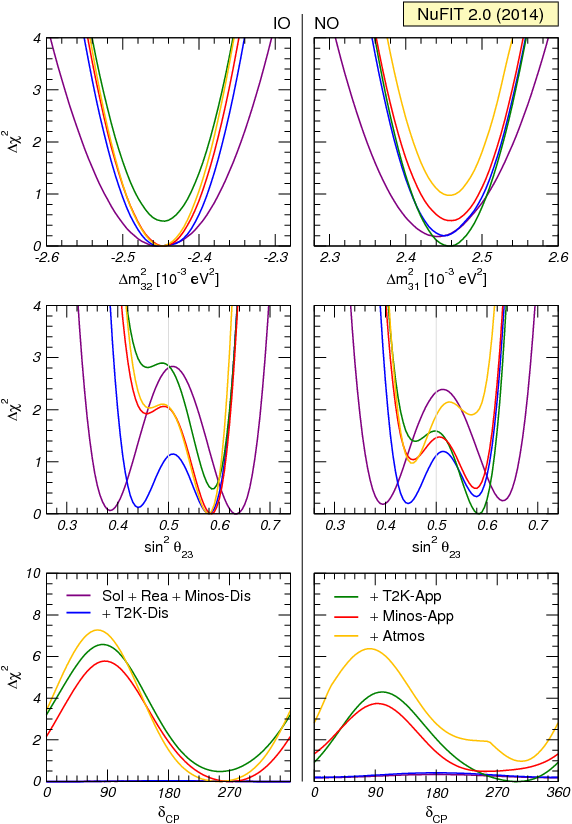 NuFIT 2.0 (2014)
IO NO
4
3
2
1
0
Δχ²
-2.6 -2.5 -2.4 -2.3
2.3 2.4 2.5 2.6
Δm²₃₂ [10⁻³ eV²]
Δm²₃₁ [10⁻³ eV²]
4
3
2
1
0
Δχ²
0.3 0.4 0.5 0.6 0.7
0.3 0.4 0.5 0.6 0.7
sin² θ₂₃
sin² θ₂₃
10
8
6
4
2
0
Δχ²
Sol + Rea + Minos-Dis
+ T2K-Dis
+ T2K-App
+ Minos-App
+ Atmos
0 90 180 270
0 90 180 270 360
δCP
δCP